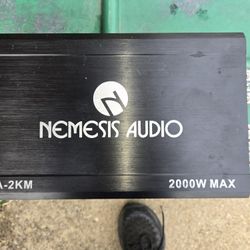 N
NEMESIS AUDIO
A-2KM
2000W MAX